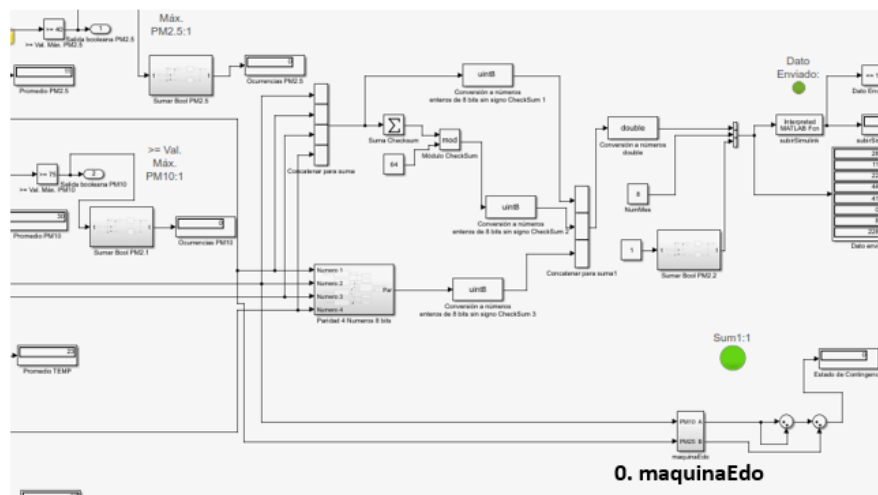 Máx.
PM2.5:1
>= 40
1
Salida booleana PM2.5
>= Val. Máx. PM2.5
Promedio PM2.5
Sumar Bool PM2.5
0
Ocurrencias PM2.5
>= Val.
Máx.
PM10:1
>= 75
2
Salida booleana PM10
>= Val. Máx. PM10
Promedio PM10
Sumar Bool PM2.1
0
Ocurrencias PM10
Concatenar para suma
Σ
Suma Checksum
64
mod
Módulo CheckSum
uint8
Conversión a números
enteros de 8 bits sin signo CheckSum 1
uint8
Conversión a números
enteros de 8 bits sin signo CheckSum 2
Numero 1
Numero 2
Numero 3
Numero 4
Par
Paridad 4 Numeros 8 bits
uint8
Conversión a números
enteros de 8 bits sin signo CheckSum 3
Concatenar para suma1
double
Conversión a números
double
8
NumMax
1
Sumar Bool PM2.2
Dato
Enviado:
Interpreted
MATLAB Fcn
subirSimulink
Promedio TEMP
Sum1:1
0
PM10 A
PM25 B
maquinaEdo
0. maquinaEdo